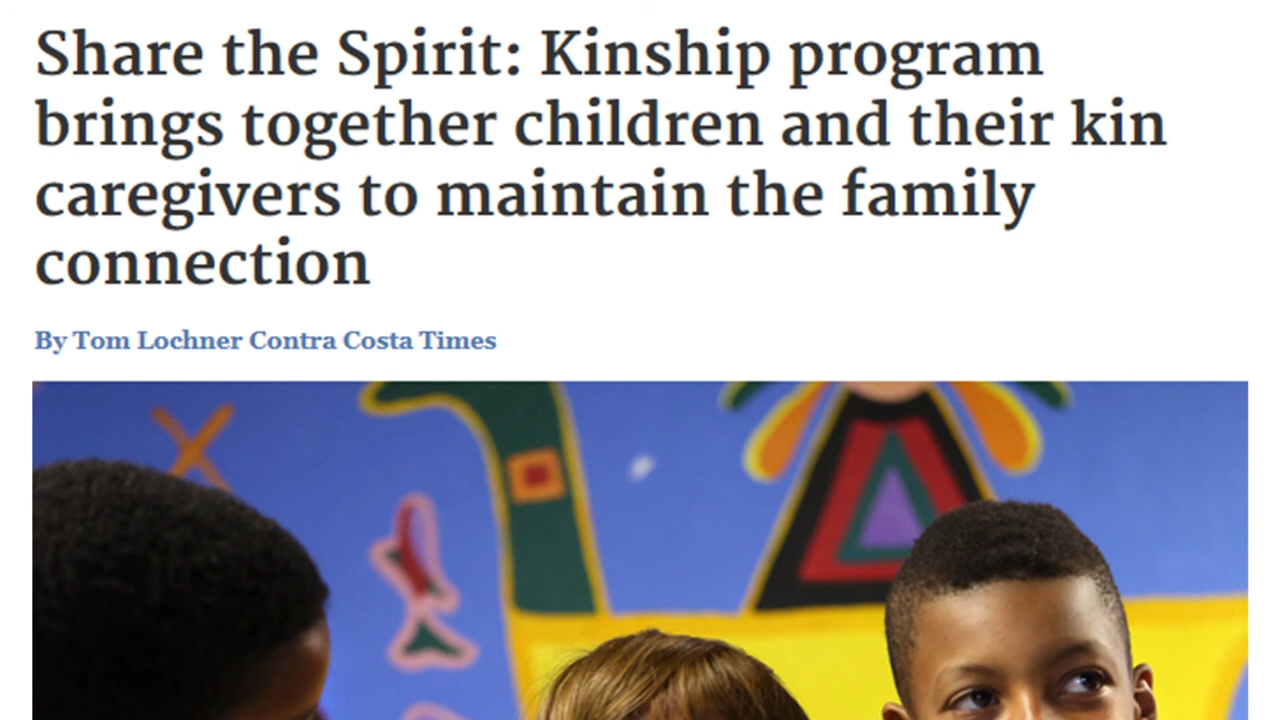 Share the Spirit: Kinship program
brings together children and their kin
caregivers to maintain the family
connection
By Tom Lochner Contra Costa Times